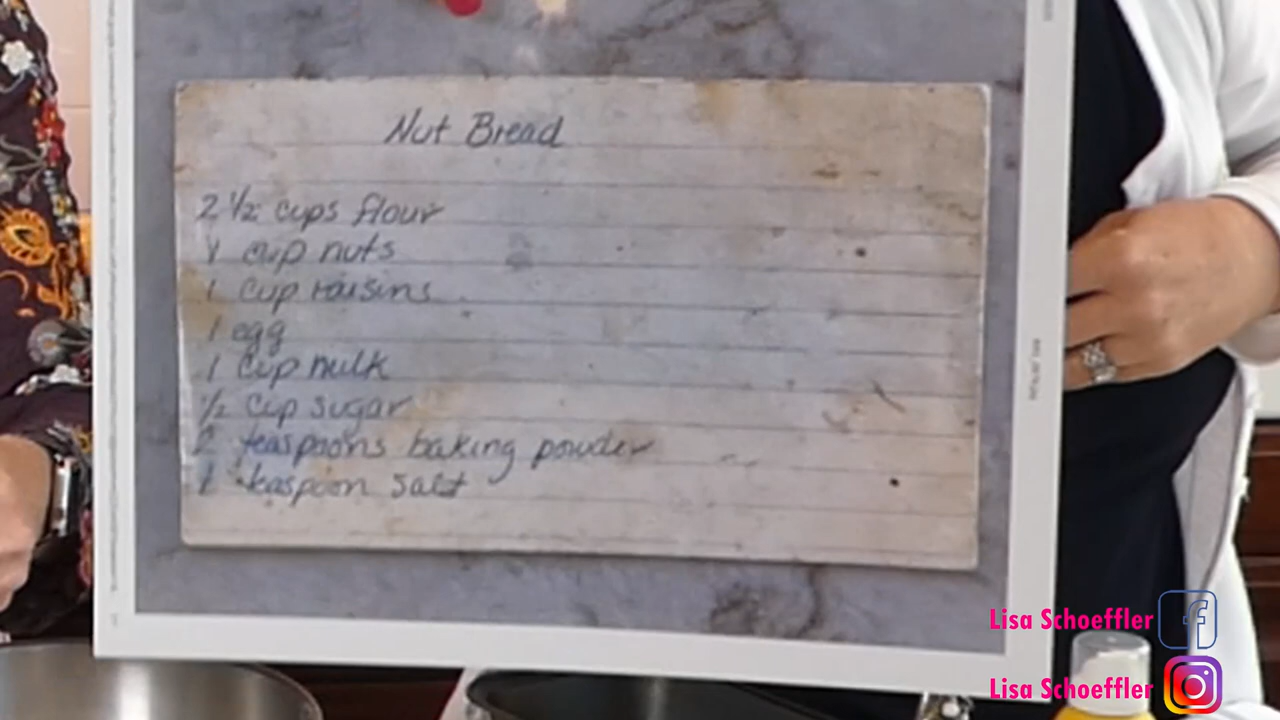 Nut Bread
2 1/2 cups flour
1 cup nuts
1 cup raisins
1 egg
1 cup milk
1/2 cup sugar
2 teaspoons baking powder
1 teaspoon salt
Lisa Schoeffler
Lisa Schoeffler